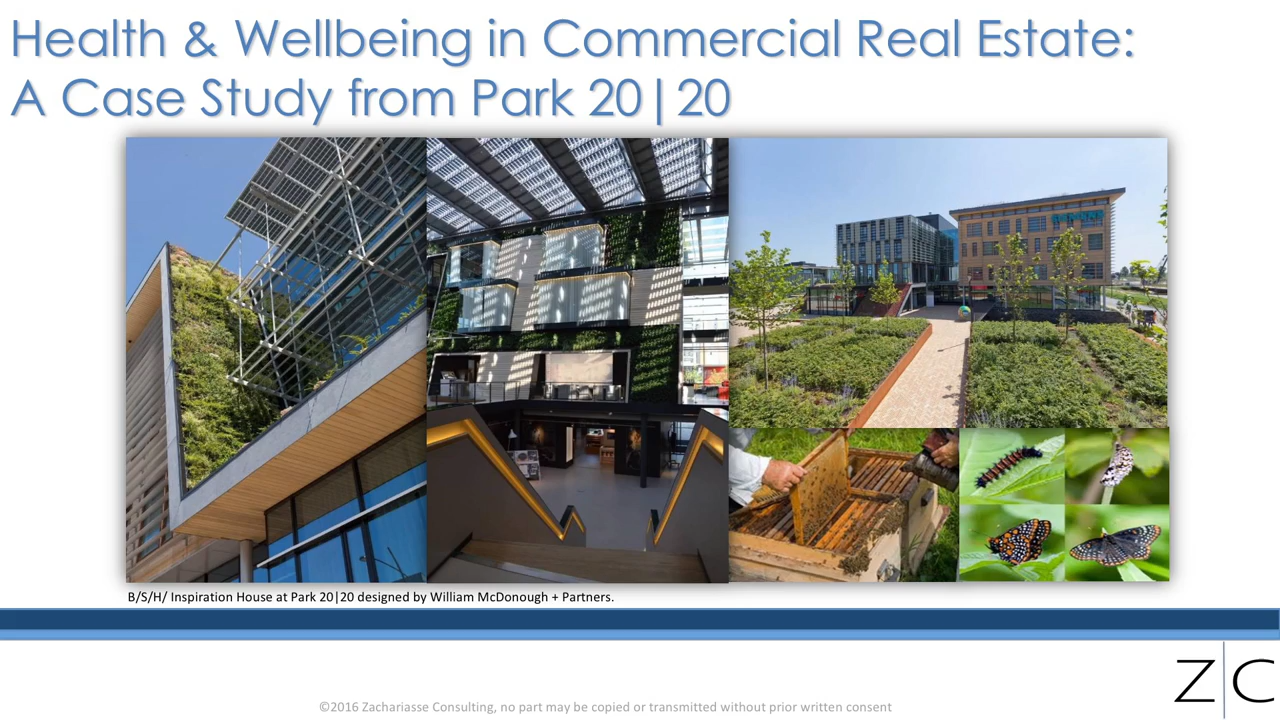 Health & Wellbeing in Commercial Real Estate:
A Case Study from Park 20|20
SIEMENS
B/S/H/ Inspiration House at Park 20|20 designed by William McDonough + Partners.
Z|C
©2016 Zachariasse Consulting, no part may be copied or transmitted without prior written consent